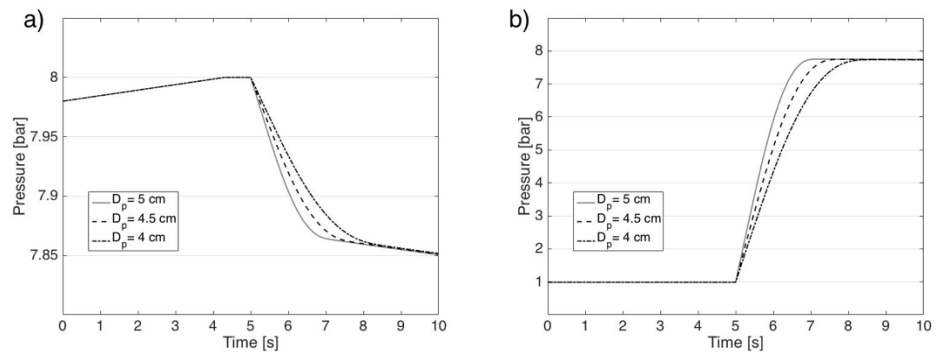 a)
Pressure [bar]
8
7.95
7.9
7.85
D_p= 5 cm
D_p= 4.5 cm
D_p= 4 cm
0 1 2 3 4 5 6 7 8 9 10
Time [s]
b)
Pressure [bar]
8
7
6
5
4
3
2
1
D_p= 5 cm
D_p= 4.5 cm
D_p= 4 cm
0 1 2 3 4 5 6 7 8 9 10
Time [s]